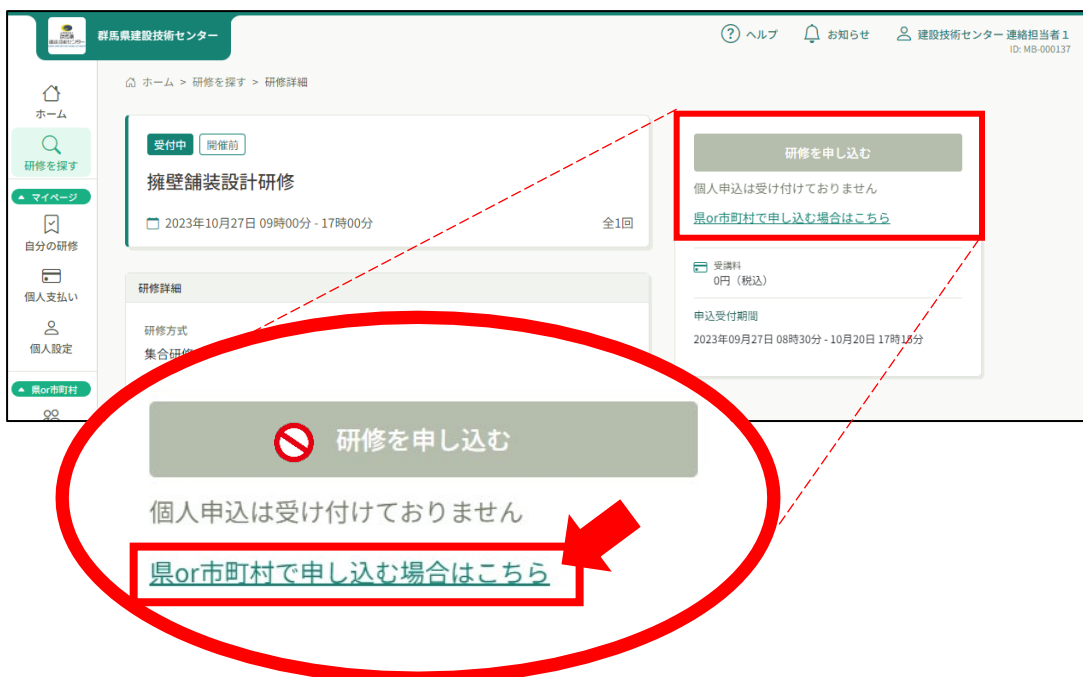 群馬県建設技術センター
ヘルプ
お知らせ
建設技術センター 連絡担当者１
ID: MB-000137
ホーム > 研修を探す > 研修詳細
ホーム
研修を探す
マイページ
自分の研修
個人支払い
個人設定
県or市町村
受付中 開催前
擁壁舗装設計研修
2023年10月27日 09時00分 - 17時00分
全1回
研修詳細
研修方式
集合研修
研修を申し込む
個人申込は受け付けておりません
県or市町村で申し込む場合はこちら
受講料
0円（税込）
申込受付期間
2023年09月27日 08時30分 - 10月20日 17時15分
研修を申し込む
個人申込は受け付けておりません
県or市町村で申し込む場合はこちら